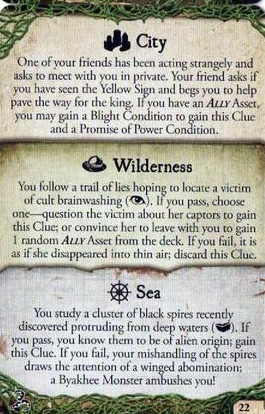 City
One of your friends has been acting strangely and
asks to meet with you in private. Your friend asks if
you have seen the Yellow Sign and begs you to help
pave the way for the king. If you have an ALLY Asset,
you may gain a Blight Condition to gain this Clue
and a Promise of Power Condition.
Wilderness
You follow a trail of lies hoping to locate a victim
of cult brainwashing (). If you pass, choose
one—question the victim about her captors to gain
this Clue; or convince her to leave with you to gain
1 random ALLY Asset from the deck. If you fail, it is
as if she disappeared into thin air; discard this Clue.
Sea
You study a cluster of black spires recently
discovered protruding from deep waters (). If
you pass, you know them to be of alien origin; gain
this Clue. If you fail, your mishandling of the spires
draws the attention of a winged abomination;
a Byakhee Monster ambushes you!
22